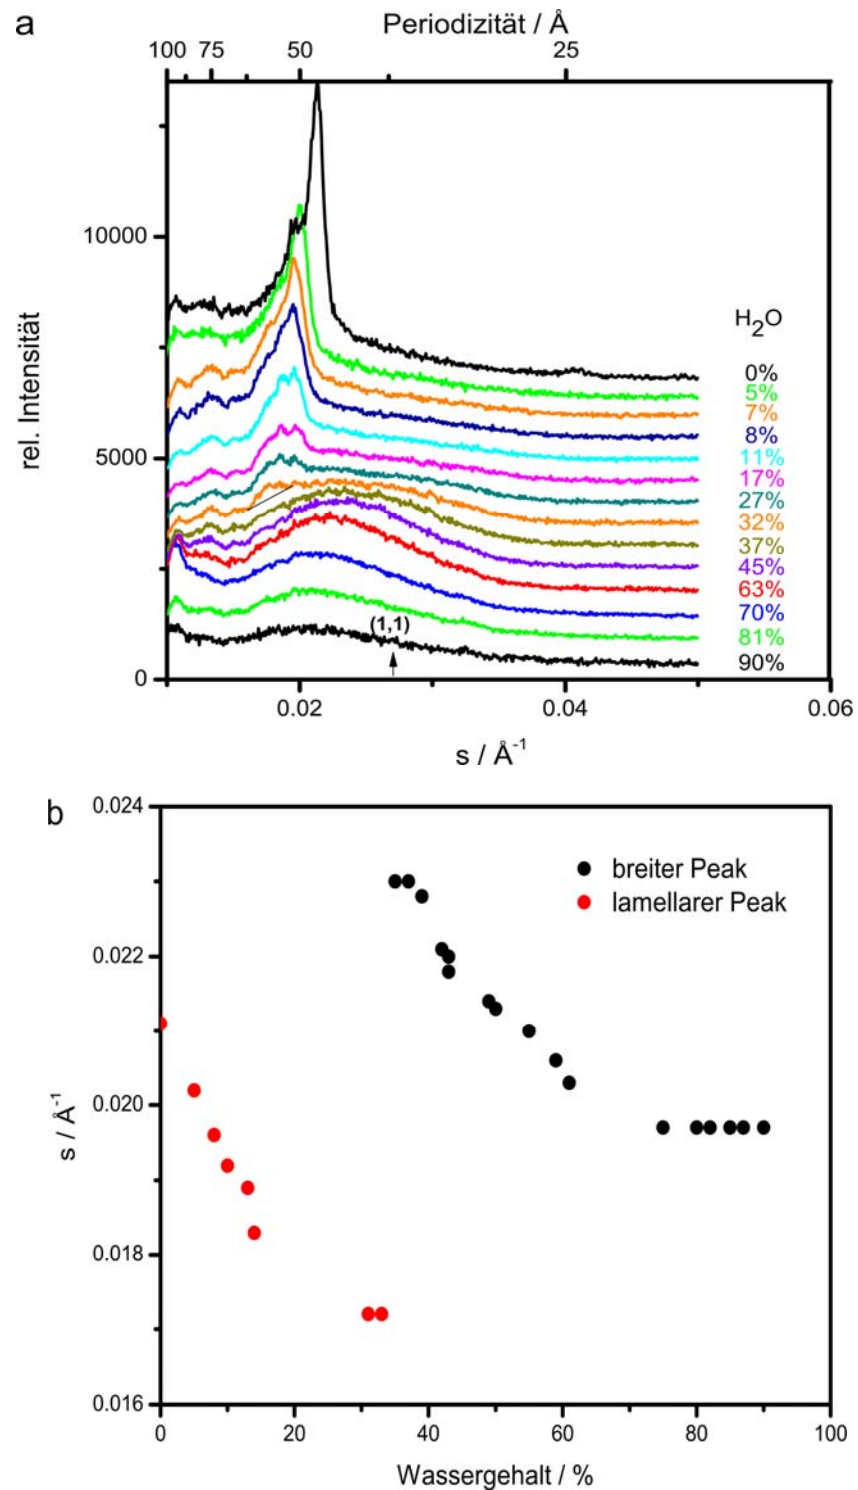 a
Periodizität / Å
100 75 50 25
10000
5000
0
rel. Intensität
H2O
0%
5%
7%
8%
11%
17%
27%
32%
37%
45%
63%
70%
81%
90%
(1,1)
0.02 0.04 0.06
s / Å-1
b
0.024
0.022
0.020
0.018
0.016
s / Å-1
breiter Peak
lamellarer Peak
0 20 40 60 80 100
Wassergehalt / %